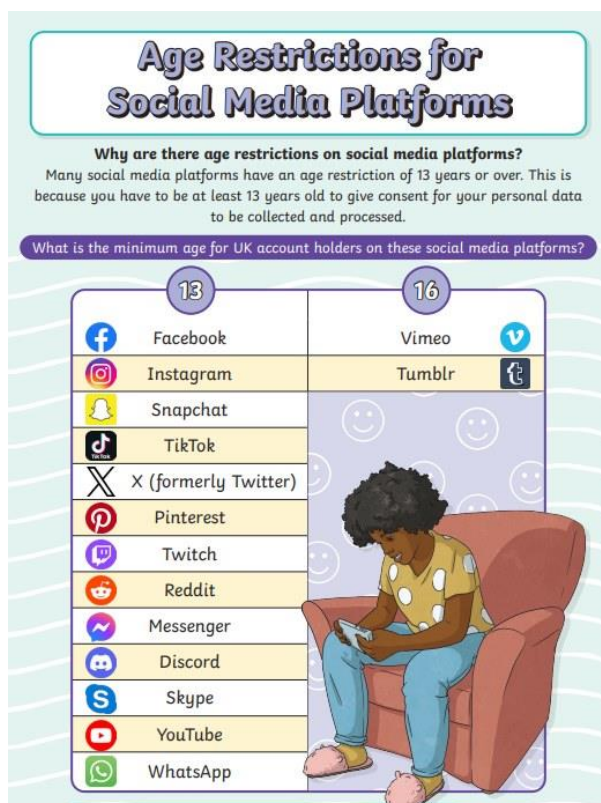 Age Restrictions for
Social Media Platforms
Why are there age restrictions on social media platforms?
Many social media platforms have an age restriction of 13 years or over. This is
because you have to be at least 13 years old to give consent for your personal data
to be collected and processed.
What is the minimum age for UK account holders on these social media platforms?
13
16
Facebook
Vimeo
Instagram
Tumblr
Snapchat
TikTok
TikTok
X (formerly Twitter)
Pinterest
Twitch
Reddit
Messenger
Discord
Skype
YouTube
WhatsApp